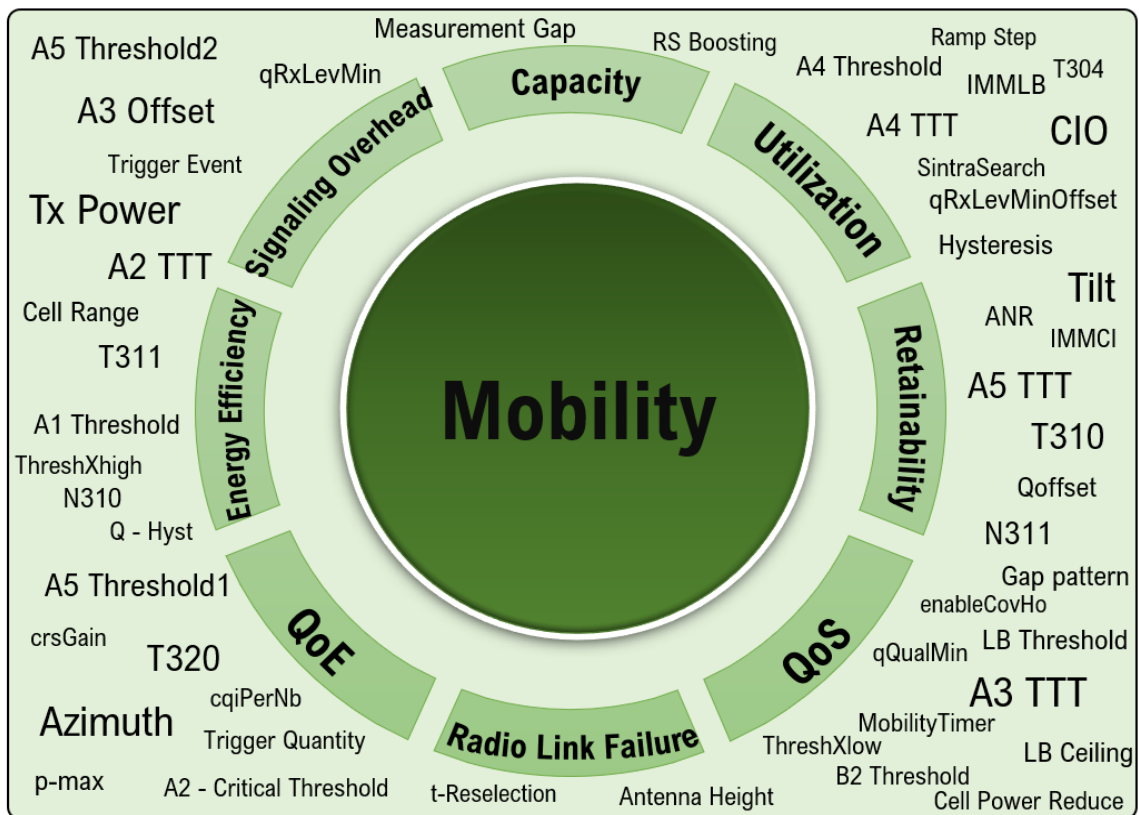 Measurement Gap
RS Boosting
Ramp Step
A5 Threshold2
qRxLevMin
Capacity
A4 Threshold
IMMLB
T304
A3 Offset
Signaling Overhead
Utilization
A4 TTT
CIO
Trigger Event
SintraSearch
qRxLevMinOffset
Tx Power
Hysteresis
A2 TTT
Tilt
Cell Range
ANR
IMMCI
T311
Energy Efficiency
Mobility
Retainability
A5 TTT
A1 Threshold
T310
ThreshXhigh
N310
Qoffset
Q - Hyst
N311
A5 Threshold1
Gap pattern
enableCovHo
crsGain
QoE
QoS
LB Threshold
T320
qQualMin
cqiPerNb
A3 TTT
Azimuth
Trigger Quantity
Radio Link Failure
MobilityTimer
ThreshXlow
LB Ceiling
p-max
A2 - Critical Threshold
t-Reselection
Antenna Height
B2 Threshold
Cell Power Reduce